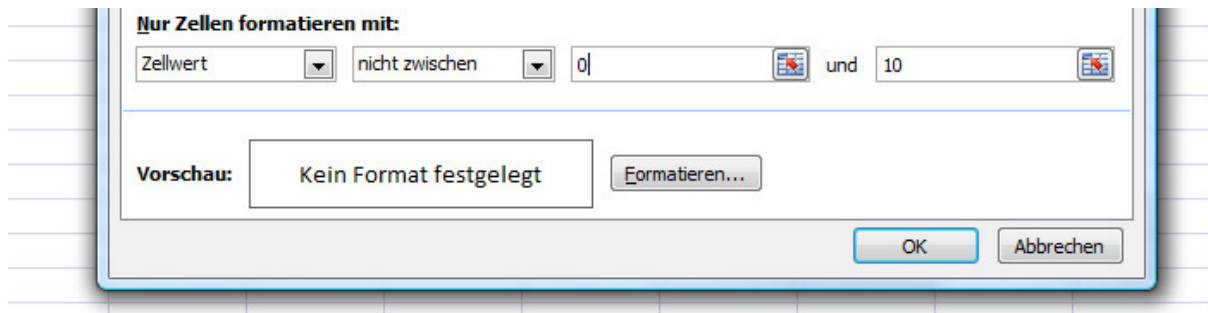 Nur Zellen formatieren mit:
Zellwert nicht zwischen 0 und 10
Vorschau: Kein Format festgelegt Formatieren...
OK Abbrechen